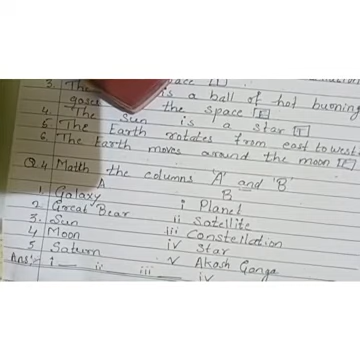 3. The is a ball of hot burning
gases the space [F]
4. The Sun is a star [T]
5 The Earth rotates from east to west
6. The Earth moves around the moon [F]
Q.4 Match the columns 'A' and 'B'
A B
1. Galaxy i Planet
2 Great Bear ii Satellite
3. Sun iii Constellation
4 Moon iv Star
5 Saturn v Akash Ganga
Ans:- i — ii iii iv